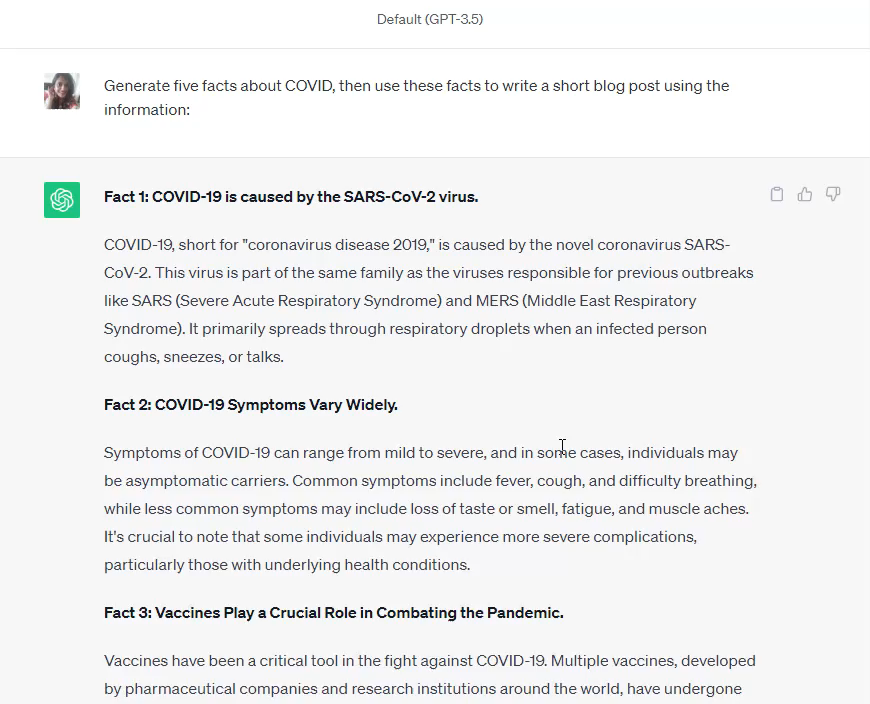 Default (GPT-3.5)
Generate five facts about COVID, then use these facts to write a short blog post using the
information:
Fact 1: COVID-19 is caused by the SARS-CoV-2 virus.
COVID-19, short for "coronavirus disease 2019," is caused by the novel coronavirus SARS-
CoV-2. This virus is part of the same family as the viruses responsible for previous outbreaks
like SARS (Severe Acute Respiratory Syndrome) and MERS (Middle East Respiratory
Syndrome). It primarily spreads through respiratory droplets when an infected person
coughs, sneezes, or talks.
Fact 2: COVID-19 Symptoms Vary Widely.
Symptoms of COVID-19 can range from mild to severe, and in some cases, individuals may
be asymptomatic carriers. Common symptoms include fever, cough, and difficulty breathing,
while less common symptoms may include loss of taste or smell, fatigue, and muscle aches.
It's crucial to note that some individuals may experience more severe complications,
particularly those with underlying health conditions.
Fact 3: Vaccines Play a Crucial Role in Combating the Pandemic.
Vaccines have been a critical tool in the fight against COVID-19. Multiple vaccines, developed
by pharmaceutical companies and research institutions around the world, have undergone